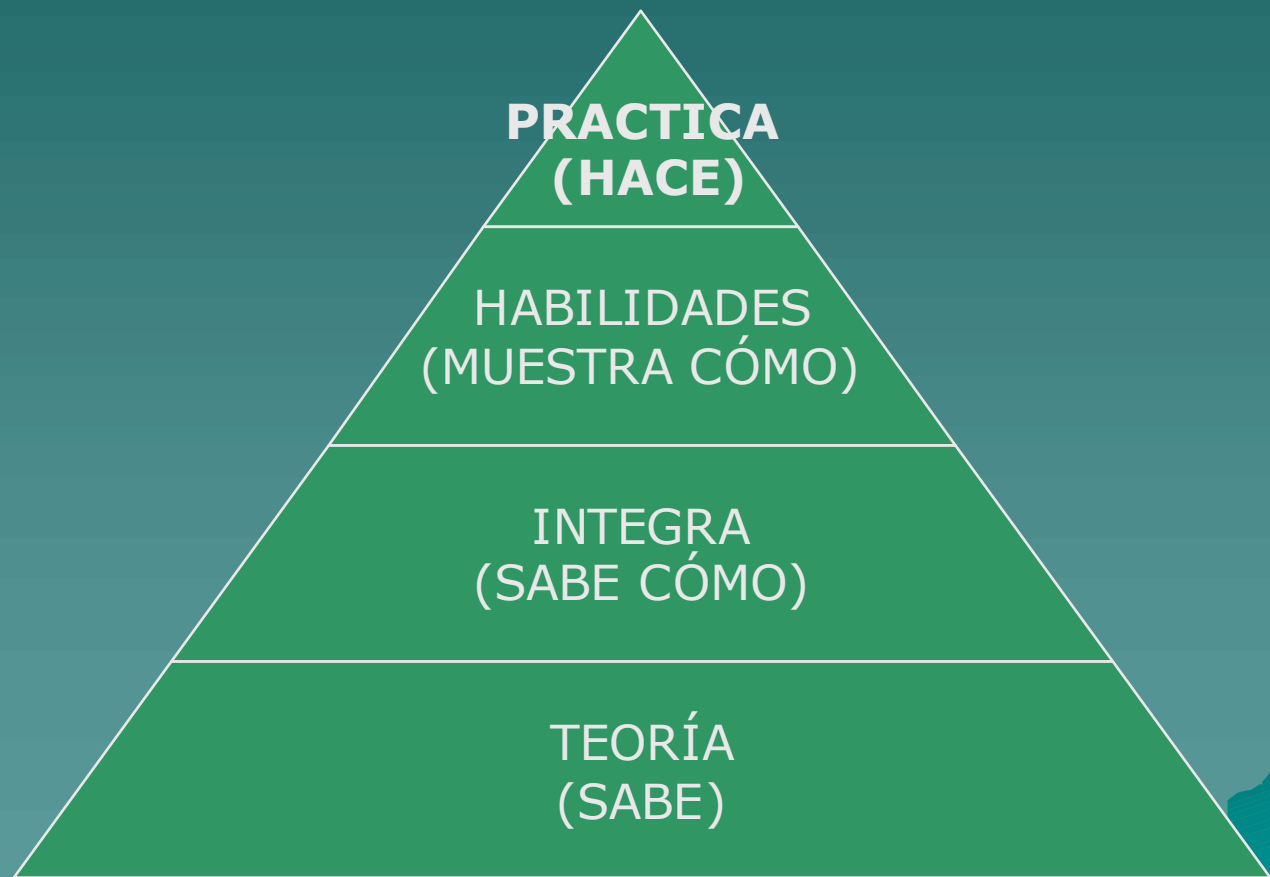 PRACTICA
(HACE)
HABILIDADES
(MUESTRA CÓMO)
INTEGRA
(SABE CÓMO)
TEORÍA
(SABE)